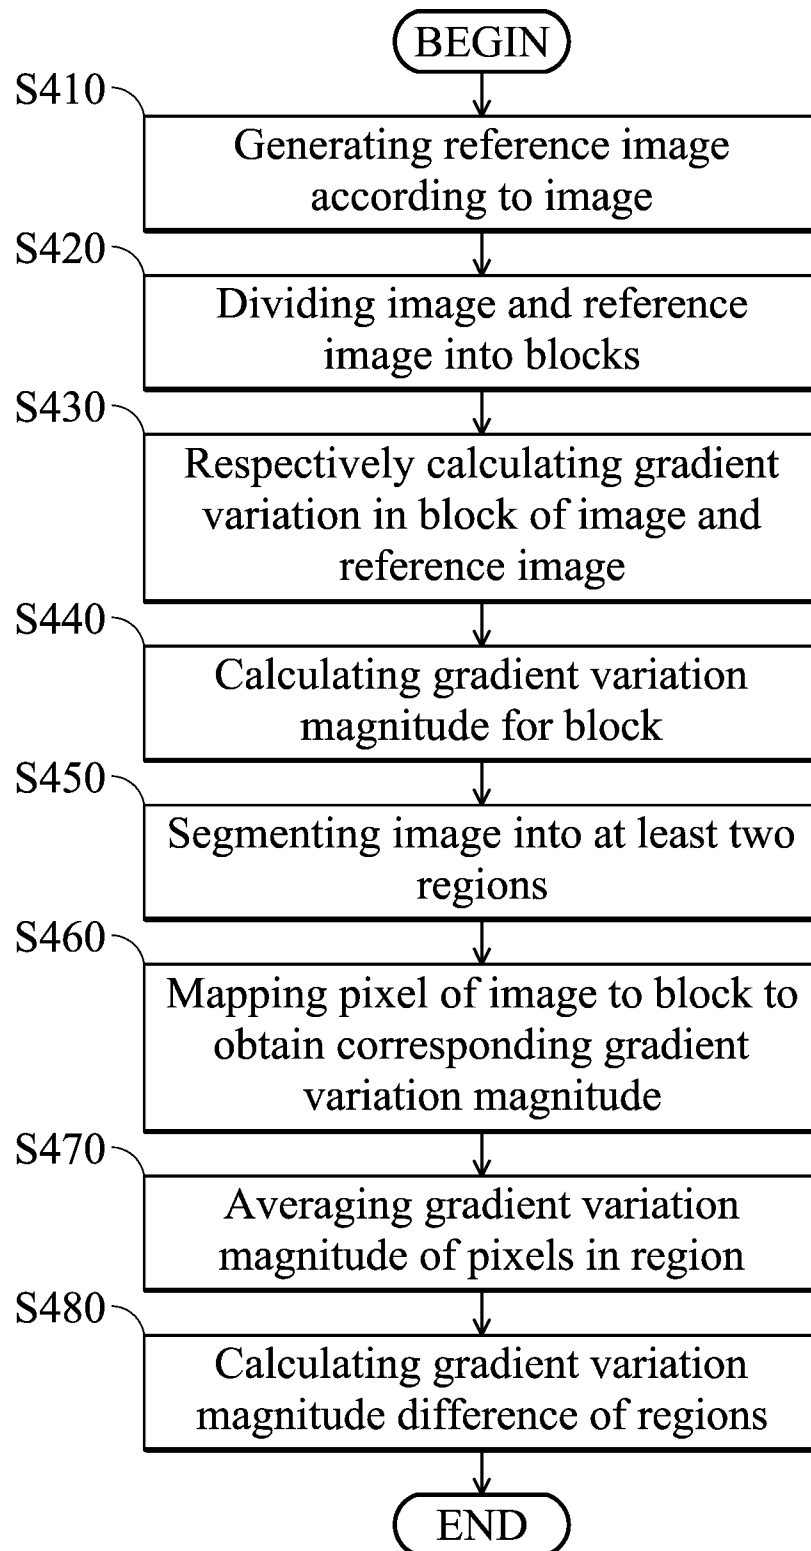 BEGIN
S410
Generating reference image
according to image
S420
Dividing image and reference
image into blocks
S430
Respectively calculating gradient
variation in block of image and
reference image
S440
Calculating gradient variation
magnitude for block
S450
Segmenting image into at least two
regions
S460
Mapping pixel of image to block to
obtain corresponding gradient
variation magnitude
S470
Averaging gradient variation
magnitude of pixels in region
S480
Calculating gradient variation
magnitude difference of regions
END